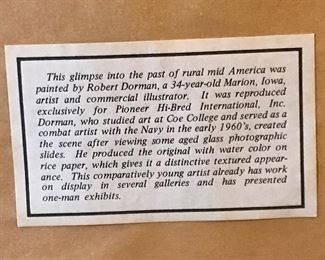 This glimpse into the past of rural mid America was
painted by Robert Dorman, a 34-year-old Marion, Iowa,
artist and commercial illustrator. It was reproduced
exclusively for Pioneer Hi-Bred International, Inc.
Dorman, who studied art at Coe College and served as a
combat artist with the Navy in the early 1960's, created
the scene after viewing some aged glass photographic
slides. He produced the original with water color on
rice paper, which gives it a distinctive textured appear-
ance. This comparatively young artist already has work
on display in several galleries and has presented
one-man exhibits.